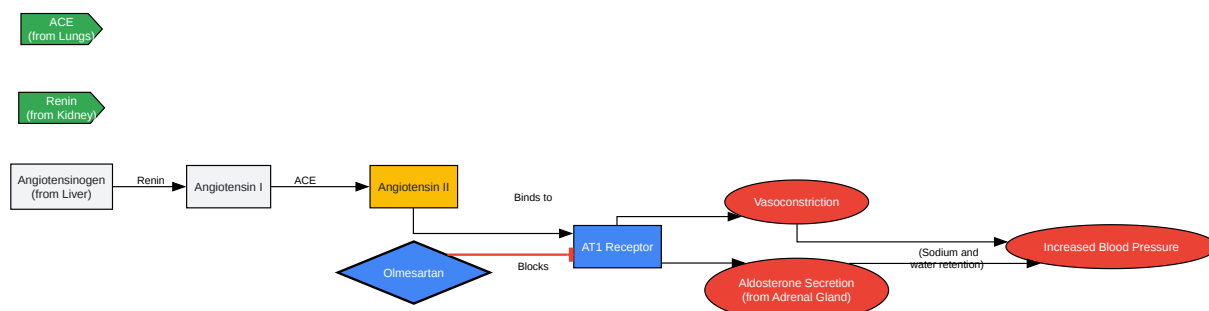 ACE
(from Lungs)
Renin
(from Kidney)
Angiotensinogen
(from Liver)
Renin
Angiotensin I
ACE
Angiotensin II
Binds to
Vasoconstriction
AT1 Receptor
Olmesartan
Blocks
(Sodium and
water retention)
Increased Blood Pressure
Aldosterone Secretion
(from Adrenal Gland)